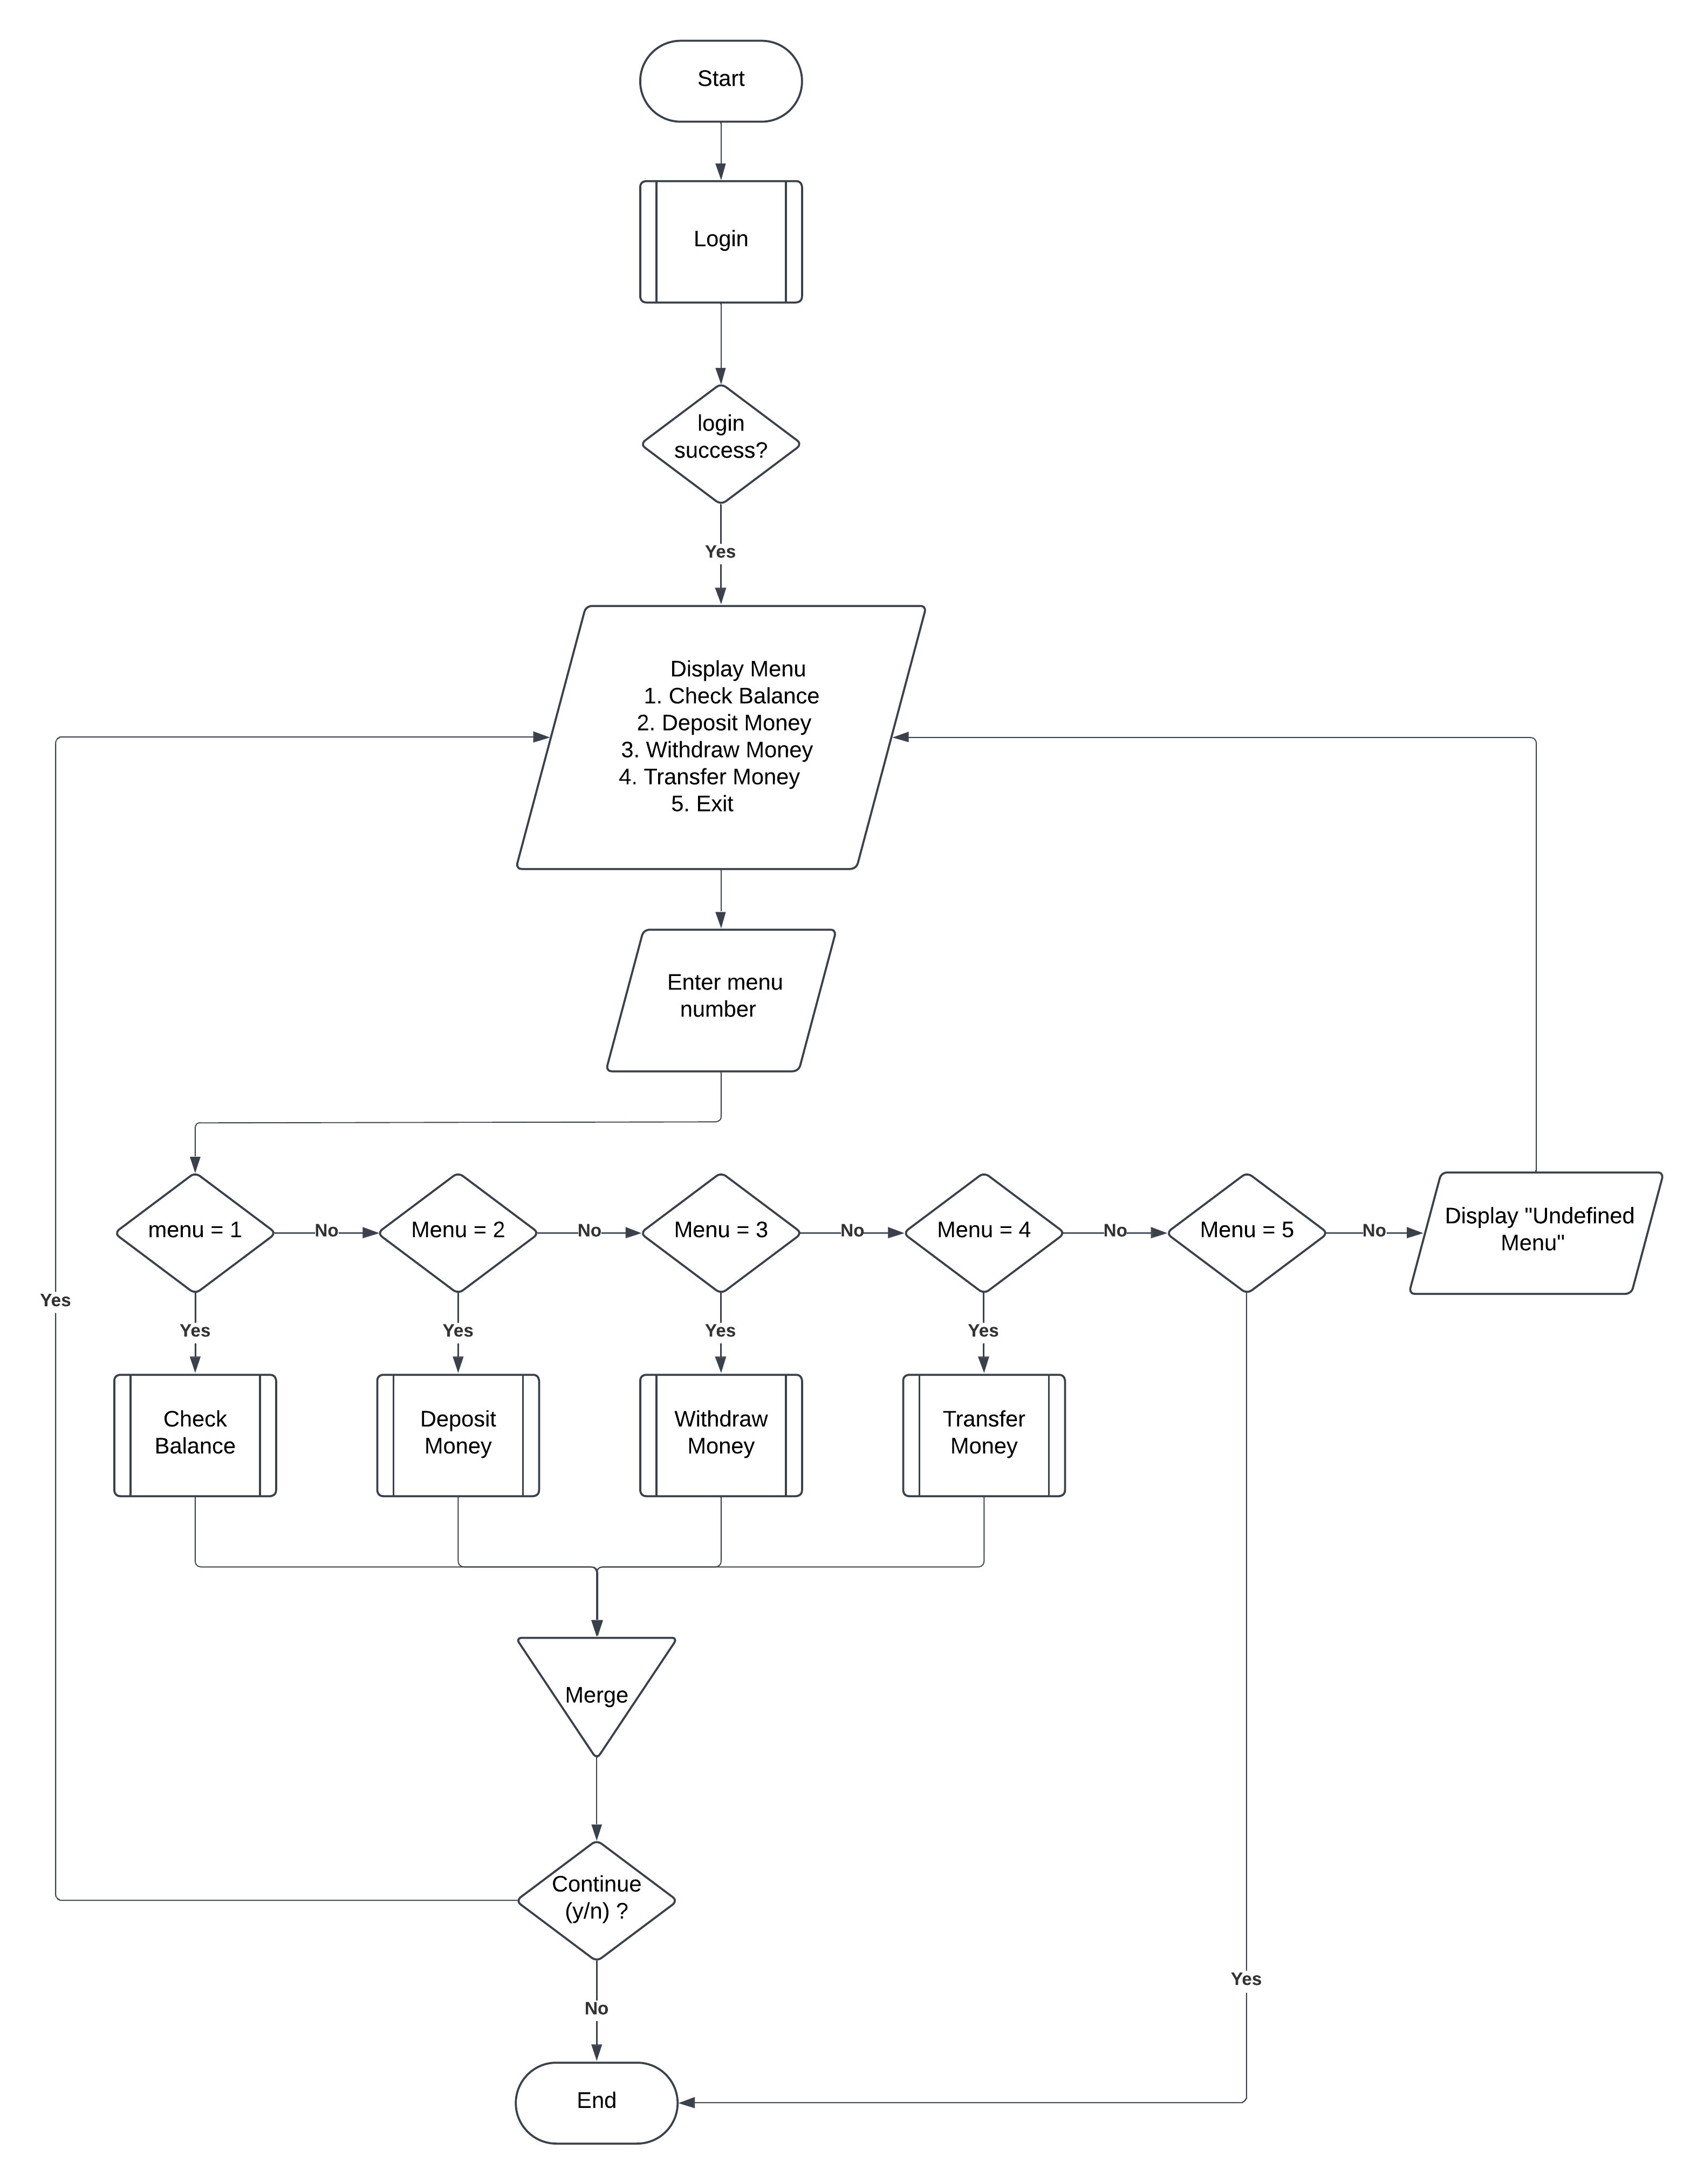 Start
Login
login
success?
Yes
Display Menu
1. Check Balance
2. Deposit Money
3. Withdraw Money
4. Transfer Money
5. Exit
Enter menu
number
menu = 1
No
Menu = 2
No
Menu = 3
No
Menu = 4
No
Menu = 5
No
Display "Undefined
Menu"
Yes
Yes
Yes
Yes
Yes
Check
Balance
Deposit
Money
Withdraw
Money
Transfer
Money
Merge
Continue
(y/n) ?
Yes
No
End